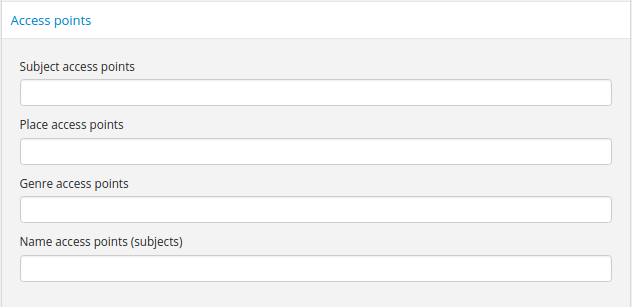 Access points
Subject access points
Place access points
Genre access points
Name access points (subjects)